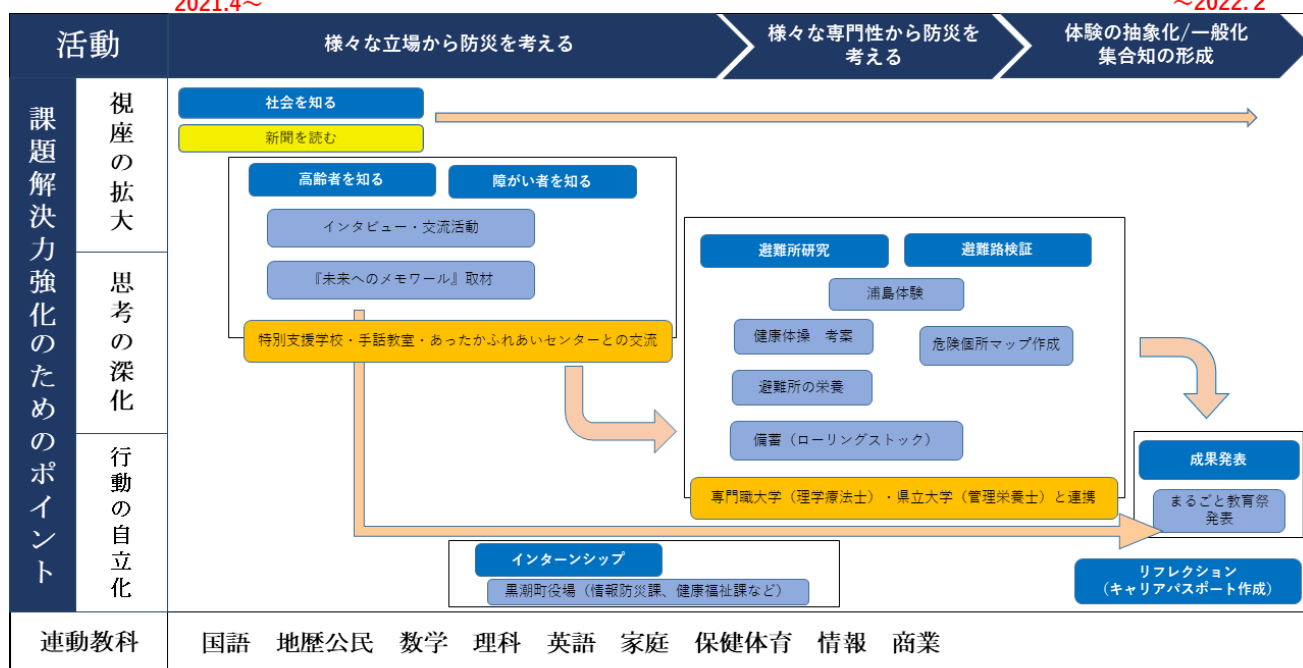 2021.4～
～2022.2
活動
様々な立場から防災を考える
様々な専門性から防災を
考える
体験の抽象化/一般化
集合知の形成
課題解決力強化のためのポイント
視座の拡大
思考の深化
行動の自立化
社会を知る
新聞を読む
高齢者を知る
障がい者を知る
インタビュー・交流活動
『未来へのメモワール』取材
特別支援学校・手話教室・あったかふれあいセンターとの交流
避難所研究
避難路検証
浦島体験
健康体操　考案
危険個所マップ作成
避難所の栄養
備蓄（ローリングストック）
専門職大学（理学療法士）・県立大学（管理栄養士）と連携
成果発表
まるごと教育祭
発表
インターンシップ
黒潮町役場（情報防災課、健康福祉課など）
リフレクション
（キャリアパスポート作成）
連動教科
国語　地歴公民　数学　理科　英語　家庭　保健体育　情報　商業